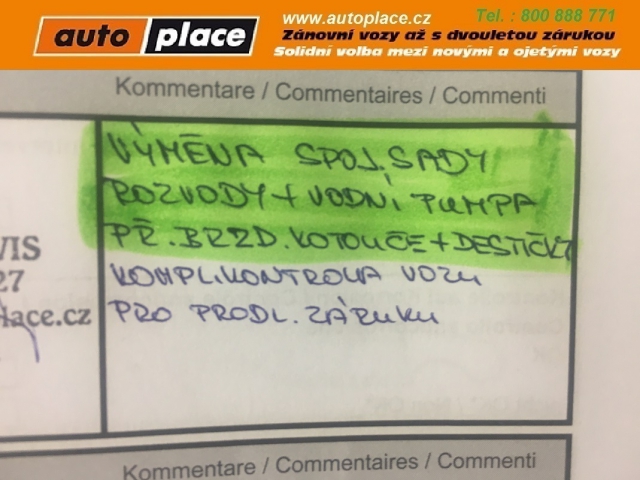 auto place
www.autoplace.cz
Tel. : 800 888 771
Zánovní vozy až s dvouletou zárukou
Solidní volba mezi novými a ojetými vozy
Kommentare / Commentaires / Commenti
VÝMĚNA SPOJ. SADY
ROZVODY + VODNÍ PUMPA
PŘ. BRZD. KOTOUČE + DESTIČKY
KOMPL. KONTROLA VOZU
PRO PRODL. ZÁRUKU
VIS
27
lace.cz
Kommentare / Commentaires / Commenti